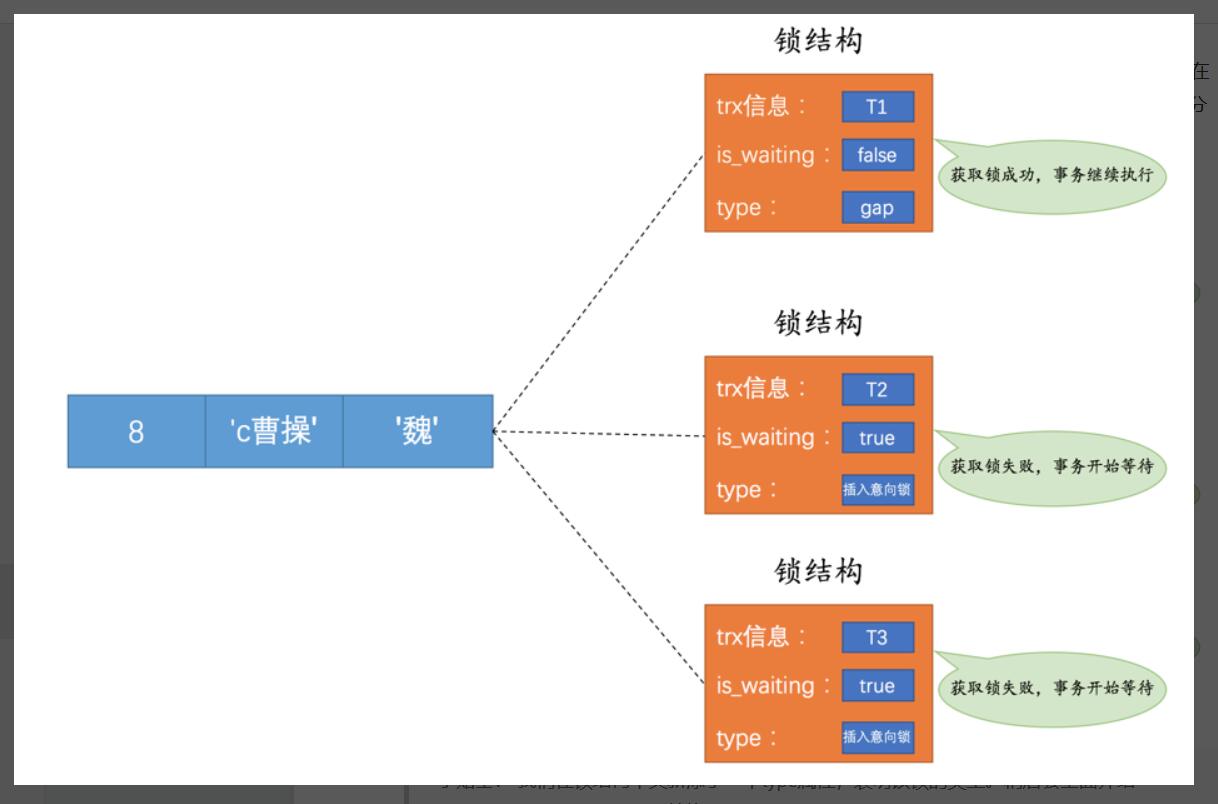 锁结构
trx信息： T1
is_waiting： false
type： gap
获取锁成功，事务继续执行
8 'c曹操' '魏'
锁结构
trx信息： T2
is_waiting： true
type： 插入意向锁
获取锁失败，事务开始等待
锁结构
trx信息： T3
is_waiting： true
type： 插入意向锁
获取锁失败，事务开始等待
在
分